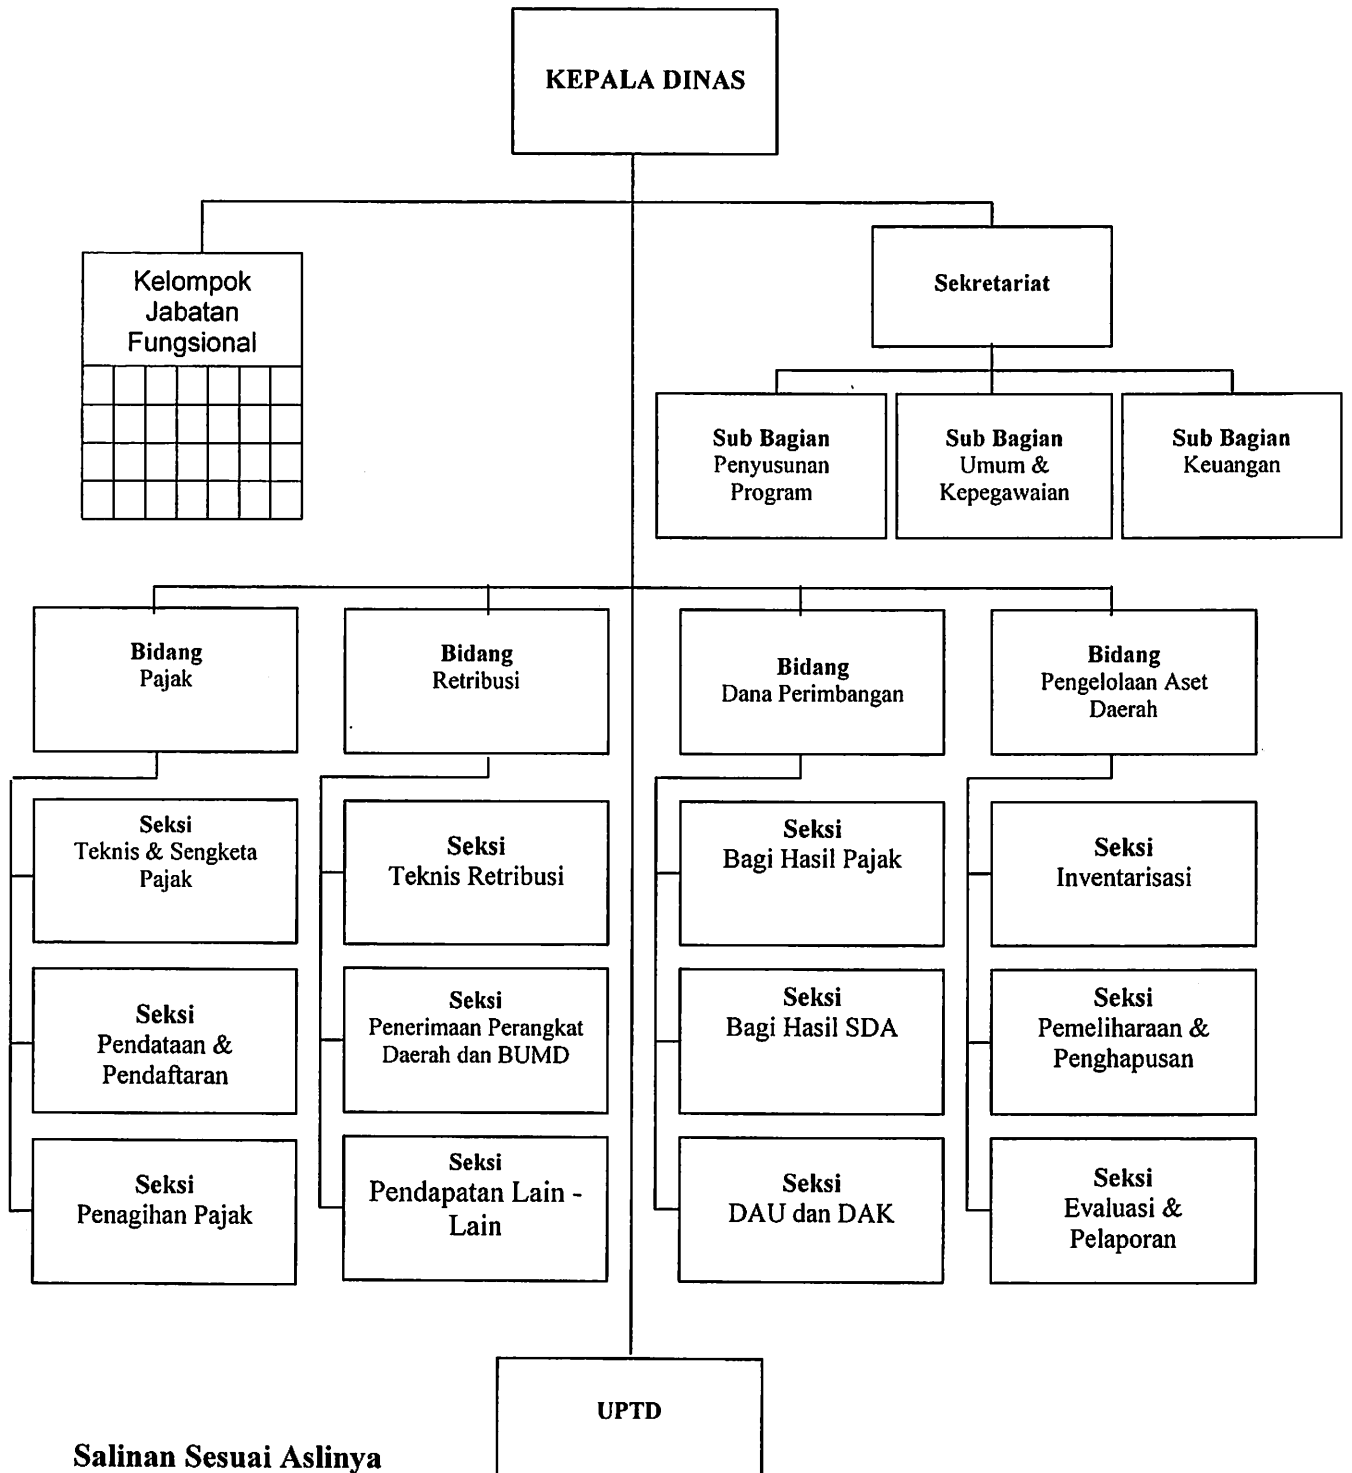 KEPALA DINAS
Kelompok
Jabatan
Fungsional
Sekretariat
Sub Bagian
Penyusunan
Program
Sub Bagian
Umum &
Kepegawaian
Sub Bagian
Keuangan
Bidang
Pajak
Bidang
Retribusi
Bidang
Dana Perimbangan
Bidang
Pengelolaan Aset
Daerah
Seksi
Teknis & Sengketa
Pajak
Seksi
Teknis Retribusi
Seksi
Bagi Hasil Pajak
Seksi
Inventarisasi
Seksi
Pendataan &
Pendaftaran
Seksi
Penerimaan Perangkat
Daerah dan BUMD
Seksi
Bagi Hasil SDA
Seksi
Pemeliharaan &
Penghapusan
Seksi
Penagihan Pajak
Seksi
Pendapatan Lain -
Lain
Seksi
DAU dan DAK
Seksi
Evaluasi &
Pelaporan
UPTD
Salinan Sesuai Aslinya